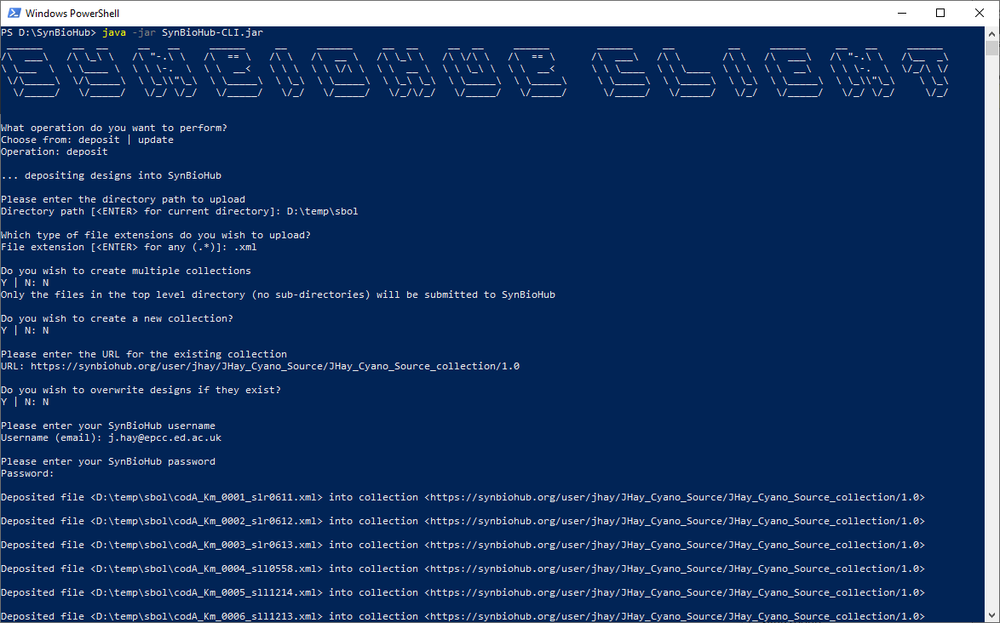 Windows PowerShell
PS D:\SynBioHub> java -jar SynBioHub-CLI.jar
SYNBIOHUB CLIENT
What operation do you want to perform?
Choose from: deposit | update
Operation: deposit
... depositing designs into SynBioHub
Please enter the directory path to upload
Directory path [<ENTER> for current directory]: D:\temp\sbol
Which type of file extensions do you wish to upload?
File extension [<ENTER> for any (.*)]: .xml
Do you wish to create multiple collections
Y | N: N
Only the files in the top level directory (no sub-directories) will be submitted to SynBioHub
Do you wish to create a new collection?
Y | N: N
Please enter the URL for the existing collection
URL: https://synbiohub.org/user/jhay/JHay_Cyano_Source/JHay_Cyano_Source_collection/1.0
Do you wish to overwrite designs if they exist?
Y | N: N
Please enter your SynBioHub username
Username (email): j.hay@epcc.ed.ac.uk
Please enter your SynBioHub password
Password:
Deposited file <D:\temp\sbol\codA_Km_0001_slr0611.xml> into collection <https://synbiohub.org/user/jhay/JHay_Cyano_Source/JHay_Cyano_Source_collection/1.0>
Deposited file <D:\temp\sbol\codA_Km_0002_slr0612.xml> into collection <https://synbiohub.org/user/jhay/JHay_Cyano_Source/JHay_Cyano_Source_collection/1.0>
Deposited file <D:\temp\sbol\codA_Km_0003_slr0613.xml> into collection <https://synbiohub.org/user/jhay/JHay_Cyano_Source/JHay_Cyano_Source_collection/1.0>
Deposited file <D:\temp\sbol\codA_Km_0004_sll0558.xml> into collection <https://synbiohub.org/user/jhay/JHay_Cyano_Source/JHay_Cyano_Source_collection/1.0>
Deposited file <D:\temp\sbol\codA_Km_0005_sll1214.xml> into collection <https://synbiohub.org/user/jhay/JHay_Cyano_Source/JHay_Cyano_Source_collection/1.0>
Deposited file <D:\temp\sbol\codA_Km_0006_sll1213.xml> into collection <https://synbiohub.org/user/jhay/JHay_Cyano_Source/JHay_Cyano_Source_collection/1.0>